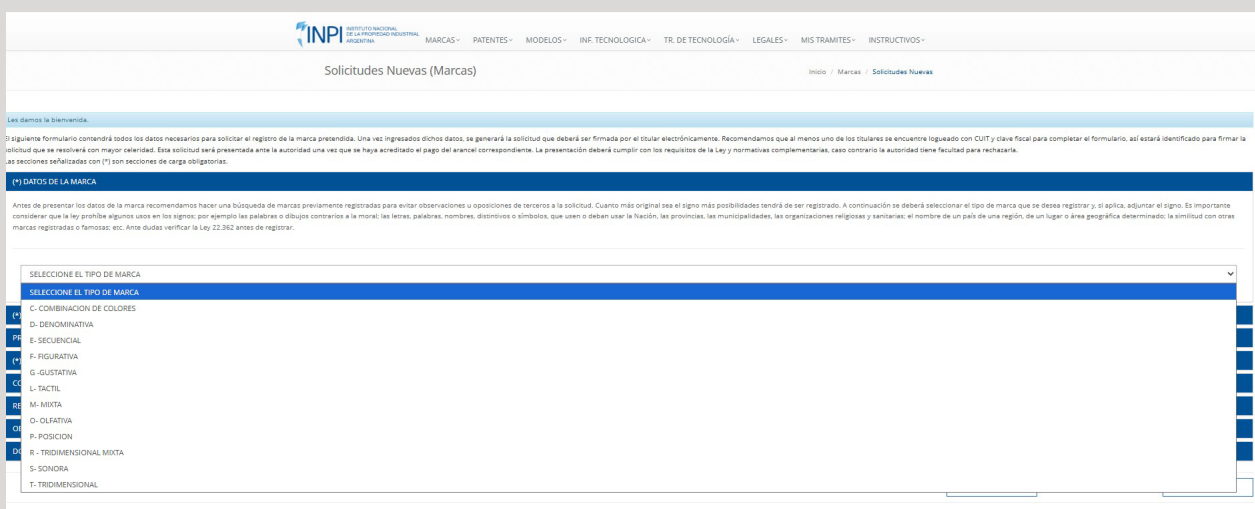 INPI INSTITUTO NACIONAL
DE LA PROPIEDAD INDUSTRIAL
ARGENTINA
MARCAS PATENTES MODELOS INF. TECNOLOGICA TR. DE TECNOLOGÍA LEGALES MIS TRAMITES INSTRUCTIVOS
Solicitudes Nuevas (Marcas)
Inicio / Marcas / Solicitudes Nuevas
Les damos la bienvenida.
El siguiente formulario contendrá todos los datos necesarios para solicitar el registro de la marca pretendida. Una vez ingresados dichos datos, se generará la solicitud que deberá ser firmada por el titular electrónicamente. Recomendamos que al menos uno de los titulares se encuentre logueado con CUIT y clave fiscal para completar el formulario, así estará identificado para firmar la
solicitud que se resolverá con mayor celeridad. Esta solicitud será presentada ante la autoridad una vez que se haya acreditado el pago del arancel correspondiente. La presentación deberá cumplir con los requisitos de la Ley y normativas complementarias, caso contrario la autoridad tiene facultad para rechazarla.
Las secciones señalizadas con (*) son secciones de carga obligatorias.
(*) DATOS DE LA MARCA
Antes de presentar los datos de la marca recomendamos hacer una búsqueda de marcas previamente registradas para evitar observaciones u oposiciones de terceros a la solicitud. Cuanto más original sea el signo más posibilidades tendrá de ser registrado. A continuación se deberá seleccionar el tipo de marca que se desea registrar y, si aplica, adjuntar el signo. Es importante
considerar que la ley prohíbe algunos usos en los signos; por ejemplo las palabras o dibujos contrarios a la moral; las letras, palabras, nombres, distintivos o símbolos, que usen o deban usar la Nación, las provincias, las municipalidades, las organizaciones religiosas y sanitarias; el nombre de un país de una región, de un lugar o área geográfica determinado; la similitud con otras
marcas registradas o famosas; etc. Ante dudas verificar la Ley 22.362 antes de registrar.
SELECCIONE EL TIPO DE MARCA
SELECCIONE EL TIPO DE MARCA
C- COMBINACION DE COLORES
D- DENOMINATIVA
E- SECUENCIAL
F- FIGURATIVA
G -GUSTATIVA
L- TACTIL
M- MIXTA
O- OLFATIVA
P- POSICION
R - TRIDIMENSIONAL MIXTA
S- SONORA
T- TRIDIMENSIONAL